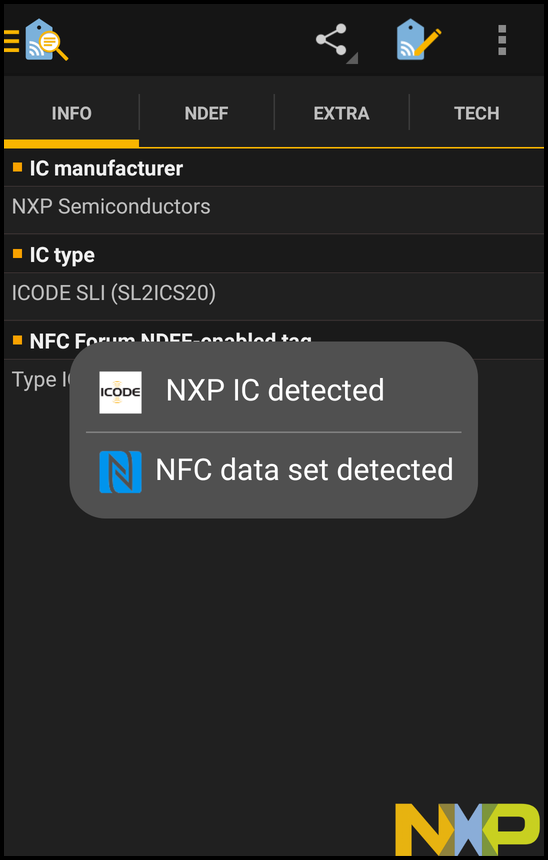 INFO NDEF EXTRA TECH
IC manufacturer
NXP Semiconductors
IC type
ICODE SLI (SL2ICS20)
NFC Forum NDEF-enabled tag
Type
ICODE NXP IC detected
NFC data set detected
NXP